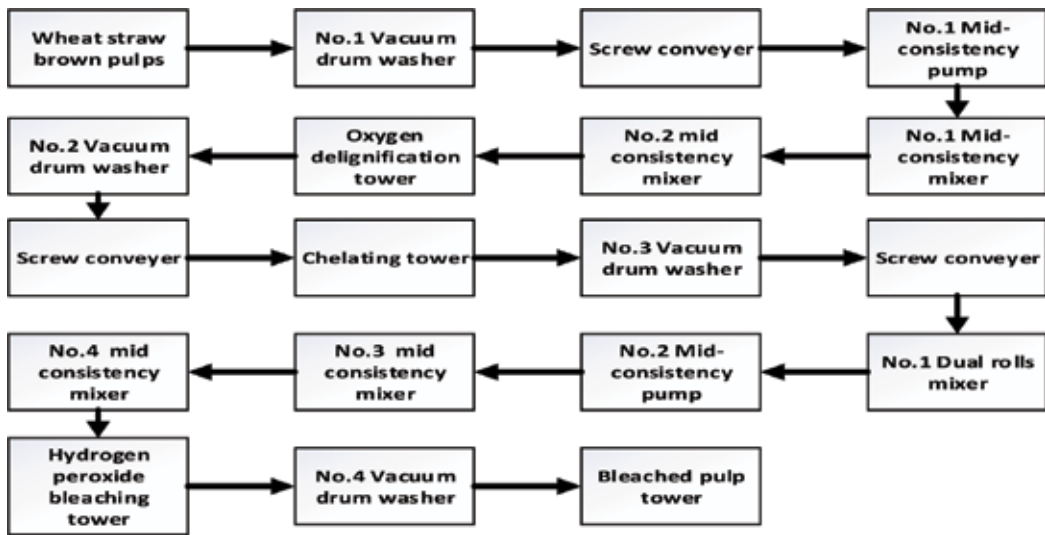 Wheat straw
brown pulps
No.1 Vacuum
drum washer
Screw conveyer
No.1 Mid-
consistency
pump
No.2 Vacuum
drum washer
Oxygen
delignification
tower
No.2 mid
consistency
mixer
No.1 Mid-
consistency
mixer
Screw conveyer
Chelating tower
No.3 Vacuum
drum washer
Screw conveyer
No.4 mid
consistency
mixer
No.3 mid
consistency
mixer
No.2 Mid-
consistency
pump
No.1 Dual rolls
mixer
Hydrogen
peroxide
bleaching
tower
No.4 Vacuum
drum washer
Bleached pulp
tower